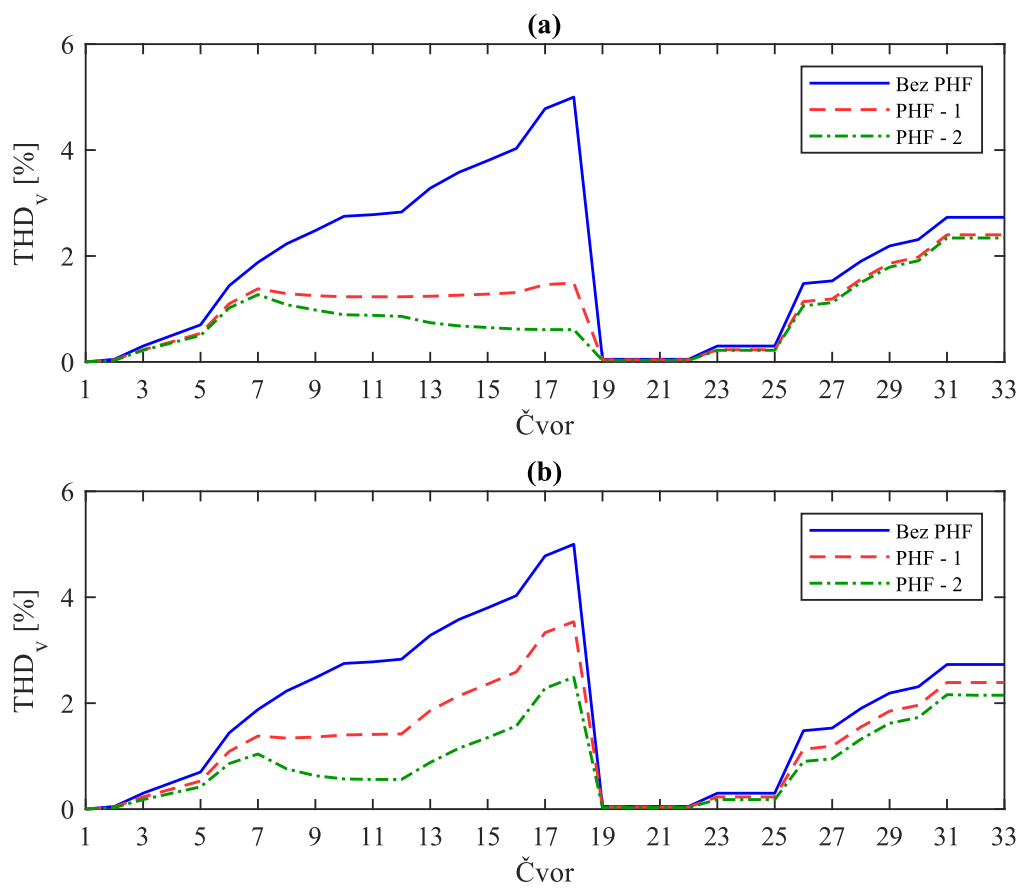 (a)
6
4
2
0
THD_v [%]
Bez PHF
PHF - 1
PHF - 2
1 3 5 7 9 11 13 15 17 19 21 23 25 27 29 31 33
Čvor
(b)
6
4
2
0
THD_v [%]
Bez PHF
PHF - 1
PHF - 2
1 3 5 7 9 11 13 15 17 19 21 23 25 27 29 31 33
Čvor